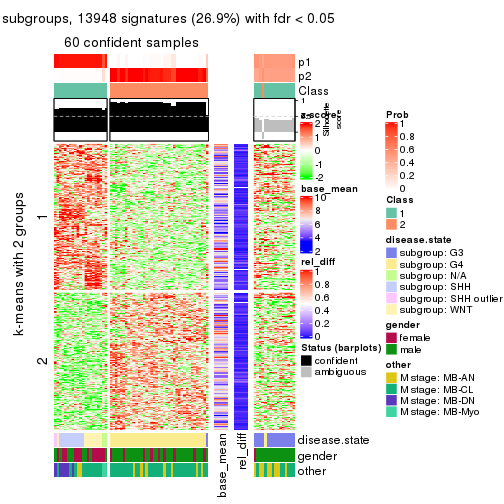 subgroups, 13948 signatures (26.9%) with fdr < 0.05
60 confident samples
p1
p2
Class
1
0.5
0
Silhouette
score
k-means with 2 groups
1
2
disease.state
gender
other
base_mean
rel_diff
z-score
2
1
0
-1
-2
base_mean
10
8
6
4
2
rel_diff
1
0.8
0.6
0.4
0.2
0
Status (barplots)
confident
ambiguous
Prob
1
0.8
0.6
0.4
0.2
0
Class
1
2
disease.state
subgroup: G3
subgroup: G4
subgroup: N/A
subgroup: SHH
subgroup: SHH outlier
subgroup: WNT
gender
female
male
other
M stage: MB-AN
M stage: MB-CL
M stage: MB-DN
M stage: MB-Myo